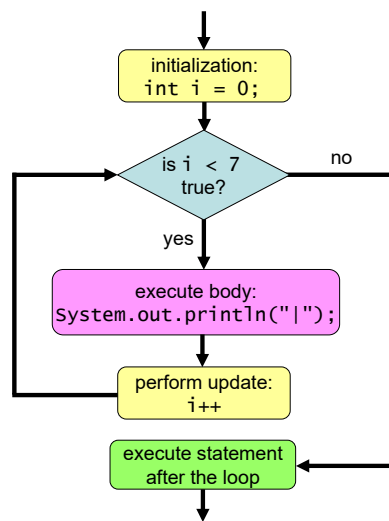 initialization:
int i = 0;
is i < 7
true?
no
yes
execute body:
System.out.println("|");
perform update:
i++
execute statement
after the loop